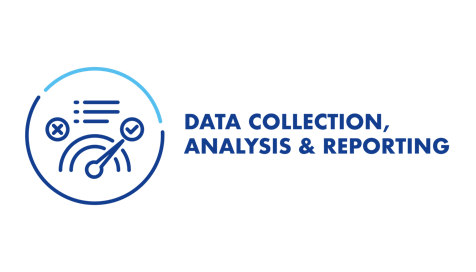 DATA COLLECTION,
ANALYSIS & REPORTING